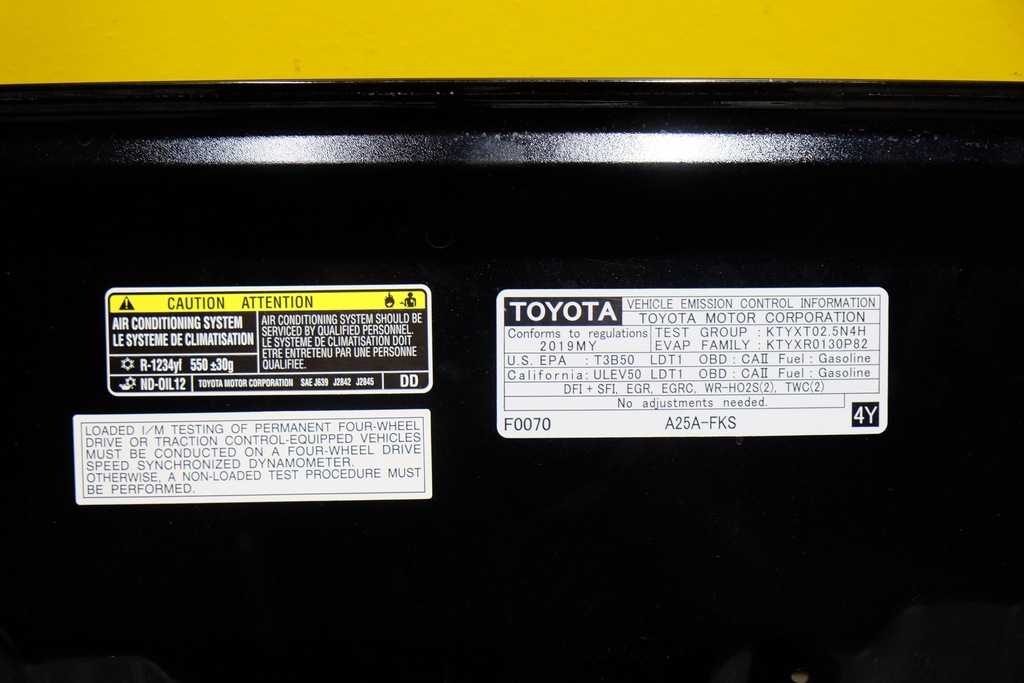 CAUTION ATTENTION
AIR CONDITIONING SYSTEM
LE SYSTEME DE CLIMATISATION
AIR CONDITIONING SYSTEM SHOULD BE
SERVICED BY QUALIFIED PERSONNEL.
LE SYSTEME DE CLIMATISATION DOIT
ETRE ENTRETENU PAR UNE PERSONNE
QUALIFIEE.
R-1234yf 550 ±30g
ND-OIL12 TOYOTA MOTOR CORPORATION SAE J639 J2842 J2845 DD
LOADED I/M TESTING OF PERMANENT FOUR-WHEEL
DRIVE OR TRACTION CONTROL-EQUIPPED VEHICLES
MUST BE CONDUCTED ON A FOUR-WHEEL DRIVE
SPEED SYNCHRONIZED DYNAMOMETER.
OTHERWISE, A NON-LOADED TEST PROCEDURE MUST
BE PERFORMED.
TOYOTA VEHICLE EMISSION CONTROL INFORMATION
TOYOTA MOTOR CORPORATION
Conforms to regulations
2019MY
TEST GROUP : KTYXT02.5N4H
EVAP FAMILY : KTYXR0130P82
U.S. EPA : T3B50 LDT1 OBD : CAII Fuel : Gasoline
California: ULEV50 LDT1 OBD : CAII Fuel : Gasoline
DFI + SFI, EGR, EGRC, WR-HO2S(2), TWC(2)
No adjustments needed.
F0070 A25A-FKS 4Y